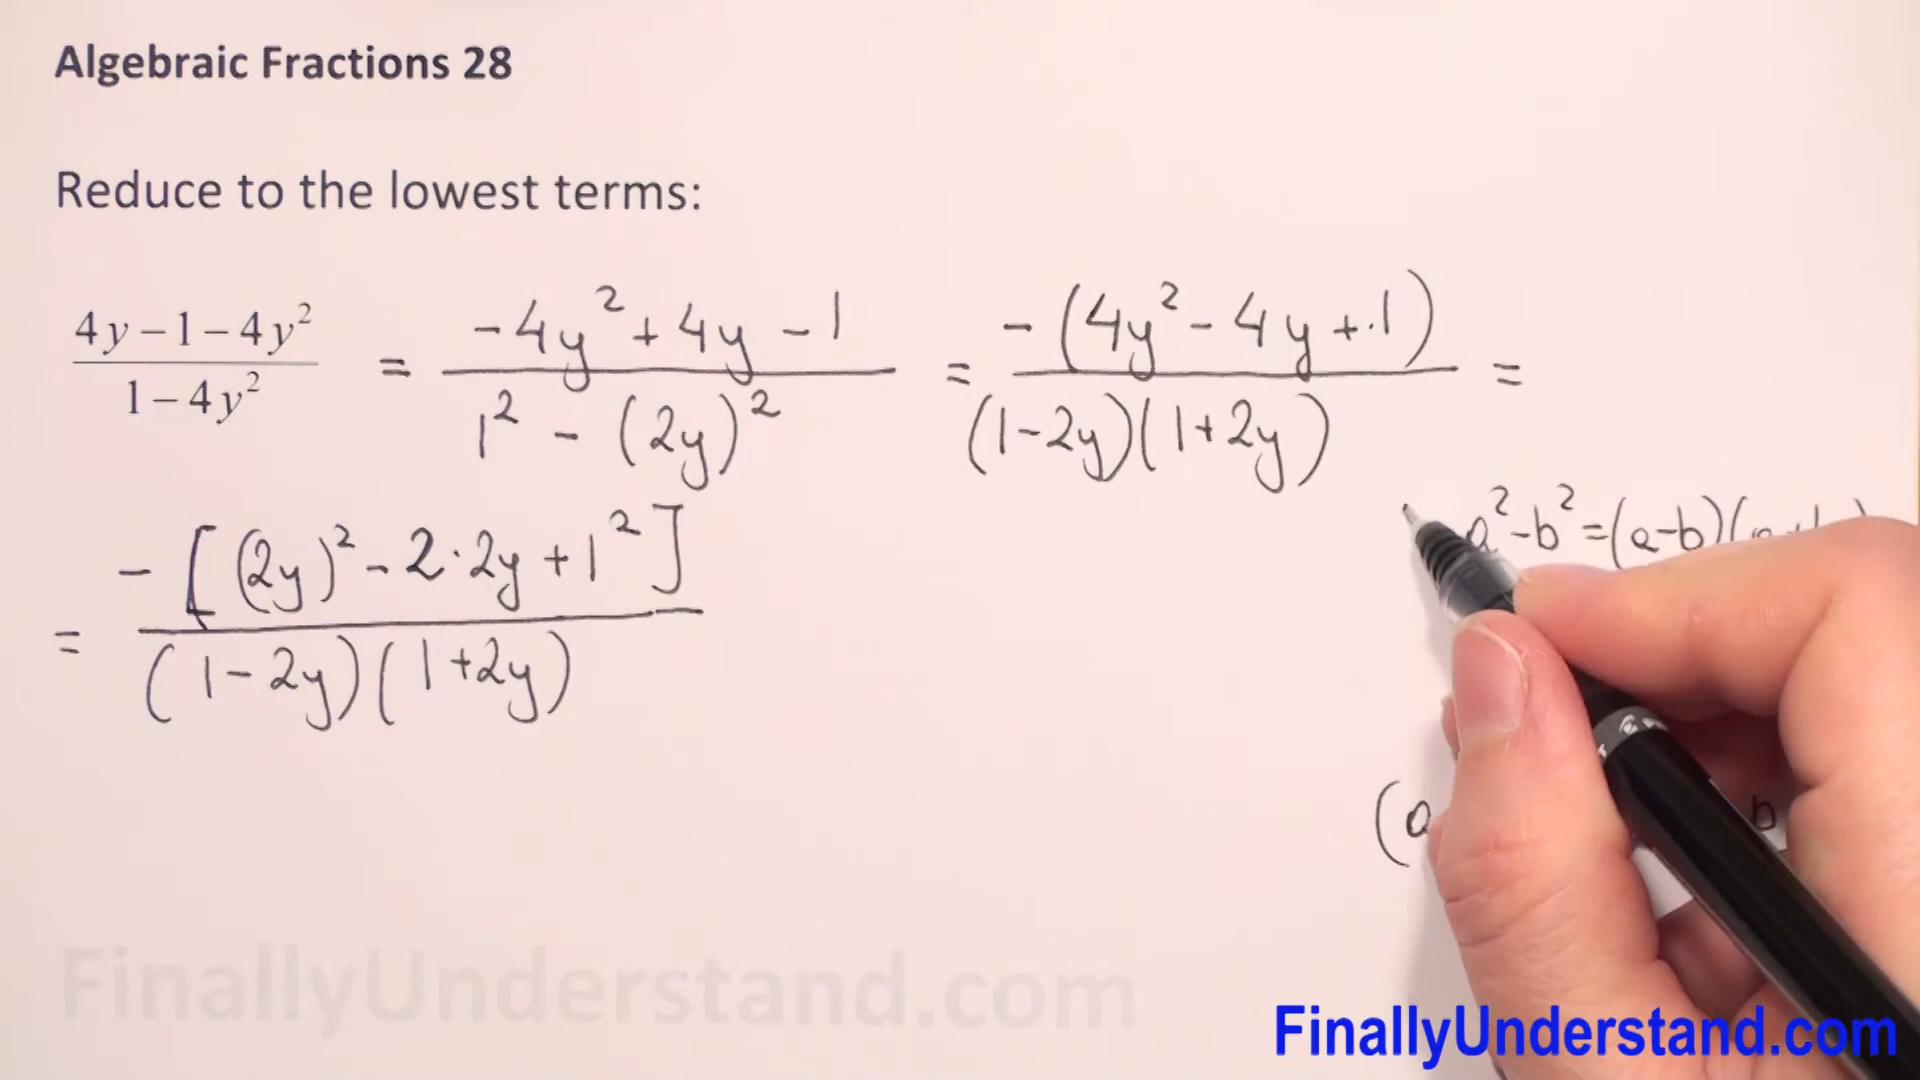 Algebraic Fractions 28
Reduce to the lowest terms:
(4y − 1 − 4y²)/(1 − 4y²) = (-4y² + 4y - 1)/(1² - (2y)²) = (-(4y² - 4y + 1))/((1-2y)(1+2y)) =
a² - b² = (a-b)(
= (-[(2y)² - 2·2y + 1²])/((1-2y)(1+2y))
(a b
FinallyUnderstand.com
FinallyUnderstand.com